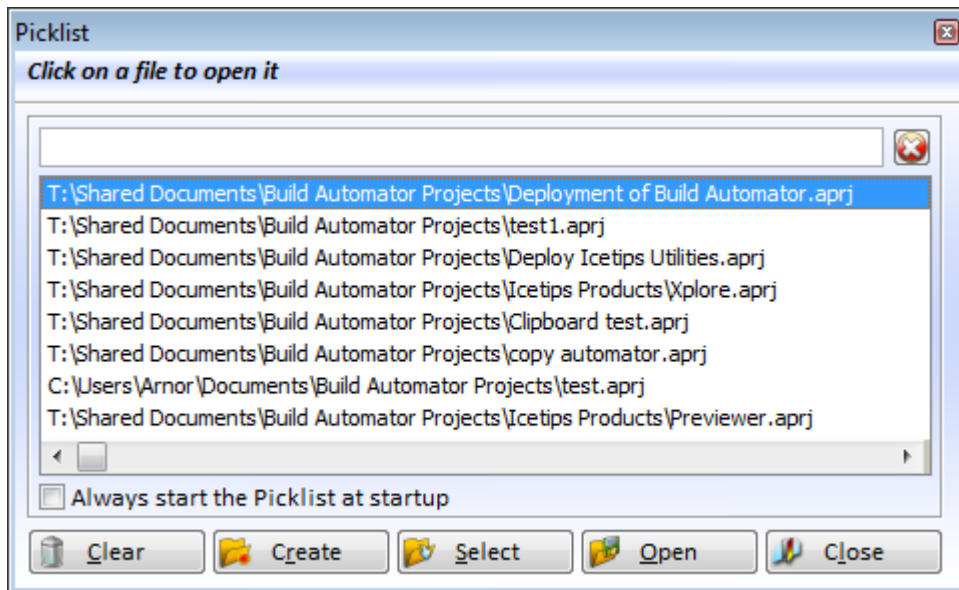 Picklist
Click on a file to open it
T:\Shared Documents\Build Automator Projects\Deployment of Build Automator.aprj
T:\Shared Documents\Build Automator Projects\test1.aprj
T:\Shared Documents\Build Automator Projects\Deploy Icetips Utilities.aprj
T:\Shared Documents\Build Automator Projects\Icetips Products\Xplore.aprj
T:\Shared Documents\Build Automator Projects\Clipboard test.aprj
T:\Shared Documents\Build Automator Projects\copy automator.aprj
C:\Users\Arnor\Documents\Build Automator Projects\test.aprj
T:\Shared Documents\Build Automator Projects\Icetips Products\Previewer.aprj
Always start the Picklist at startup
Clear Create Select Open Close